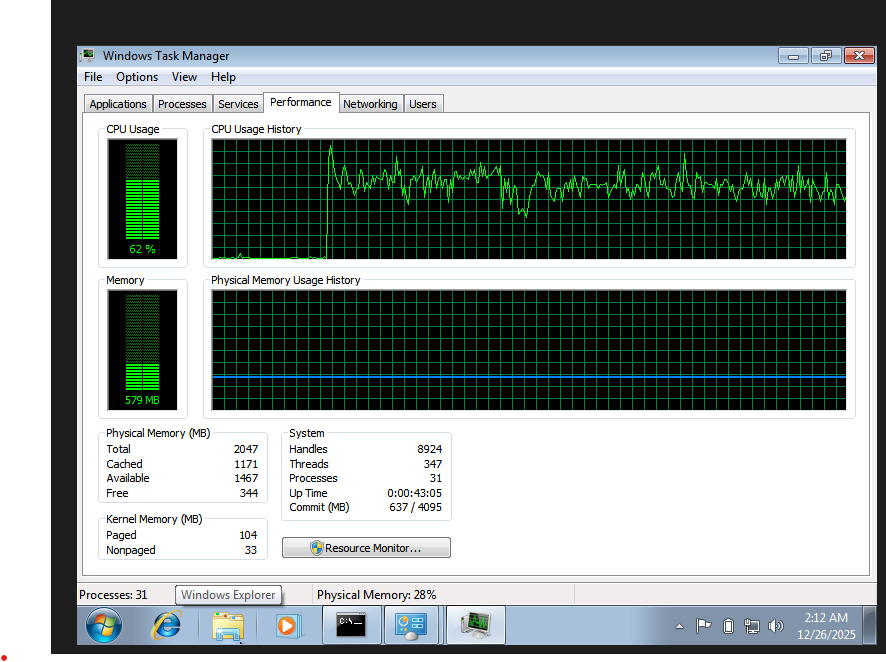 Windows Task Manager
File Options View Help
Applications Processes Services Performance Networking Users
CPU Usage
62 %
CPU Usage History
Memory
579 MB
Physical Memory Usage History
Physical Memory (MB)
Total 2047
Cached 1171
Available 1467
Free 344
Kernel Memory (MB)
Paged 104
Nonpaged 33
System
Handles 8924
Threads 347
Processes 31
Up Time 0:00:43:05
Commit (MB) 637 / 4095
Resource Monitor...
Processes: 31
Windows Explorer
Physical Memory: 28%
C:\_
2:12 AM
12/26/2025